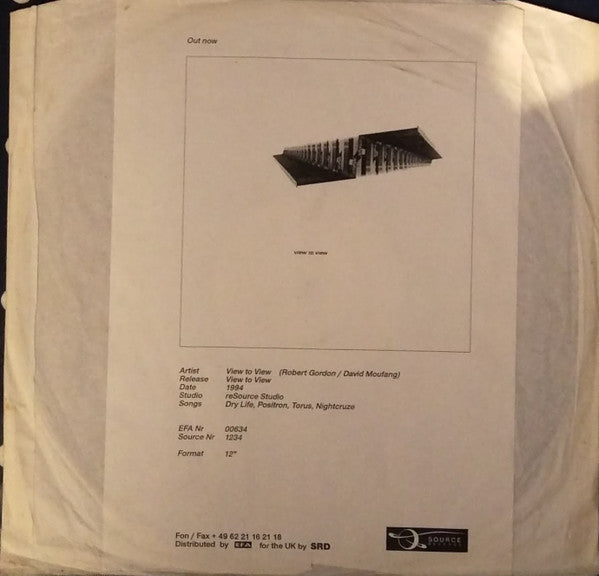 Out now
view to view
Artist View to View (Robert Gordon / David Moufang)
Release View to View
Date 1994
Studio reSource Studio
Songs Dry Life, Positron, Torus, Nightcruze
EFA Nr 00634
Source Nr 1234
Format 12"
Fon / Fax + 49 62 21 16 21 18
Distributed by EFA for the UK by SRD
SOURCE
RECORDS